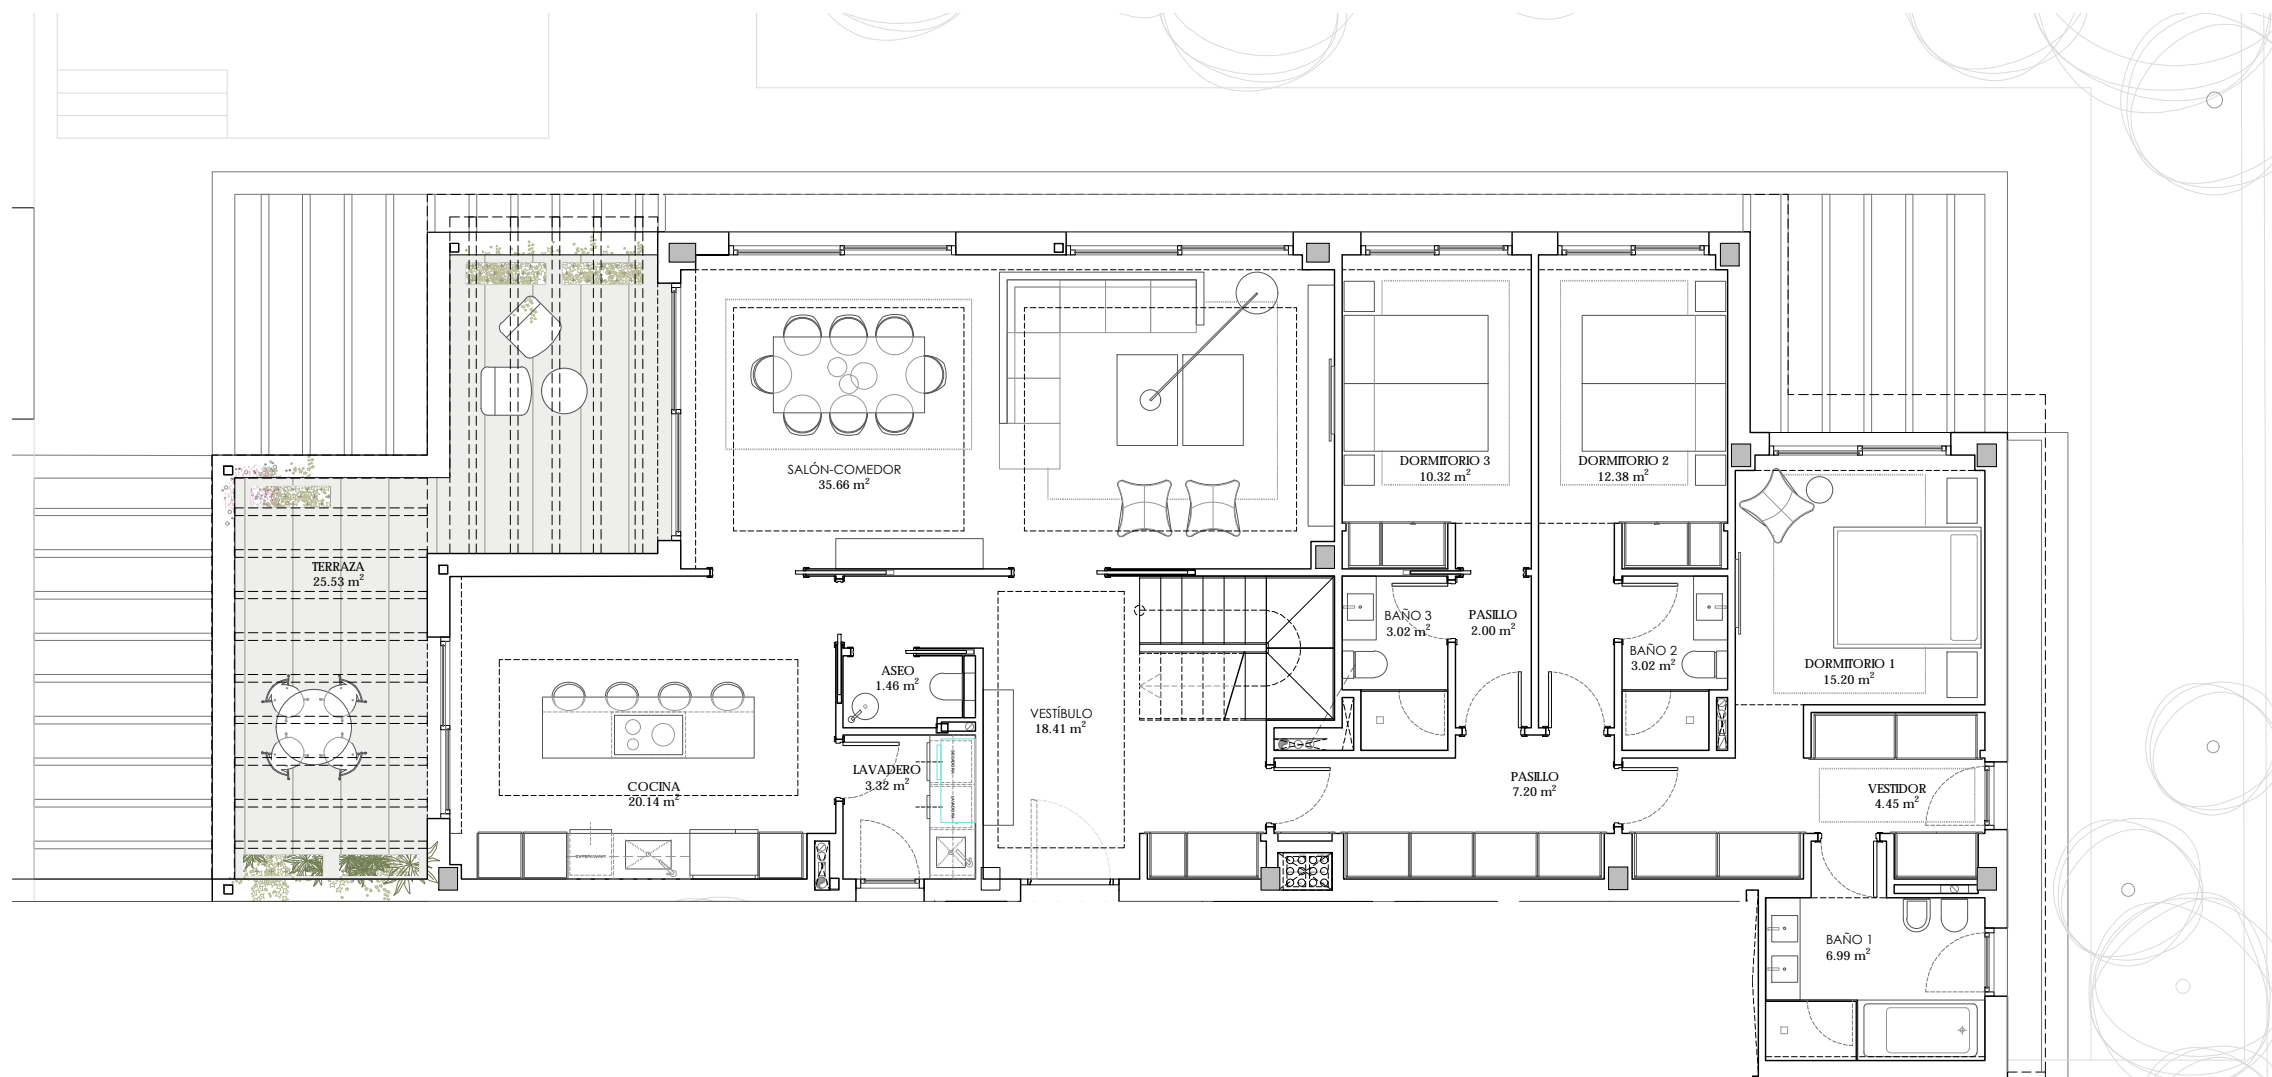 SALÓN-COMEDOR
35.66 m²
DORMITORIO 3
10.32 m²
DORMITORIO 2
12.38 m²
TERRAZA
25.53 m²
BAÑO 3
3.02 m²
PASILLO
2.00 m²
BAÑO 2
3.02 m²
DORMITORIO 1
15.20 m²
ASEO
1.46 m²
VESTÍBULO
18.41 m²
LAVADERO
3.32 m²
COCINA
20.14 m²
PASILLO
7.20 m²
VESTIDOR
4.45 m²
BAÑO 1
6.99 m²